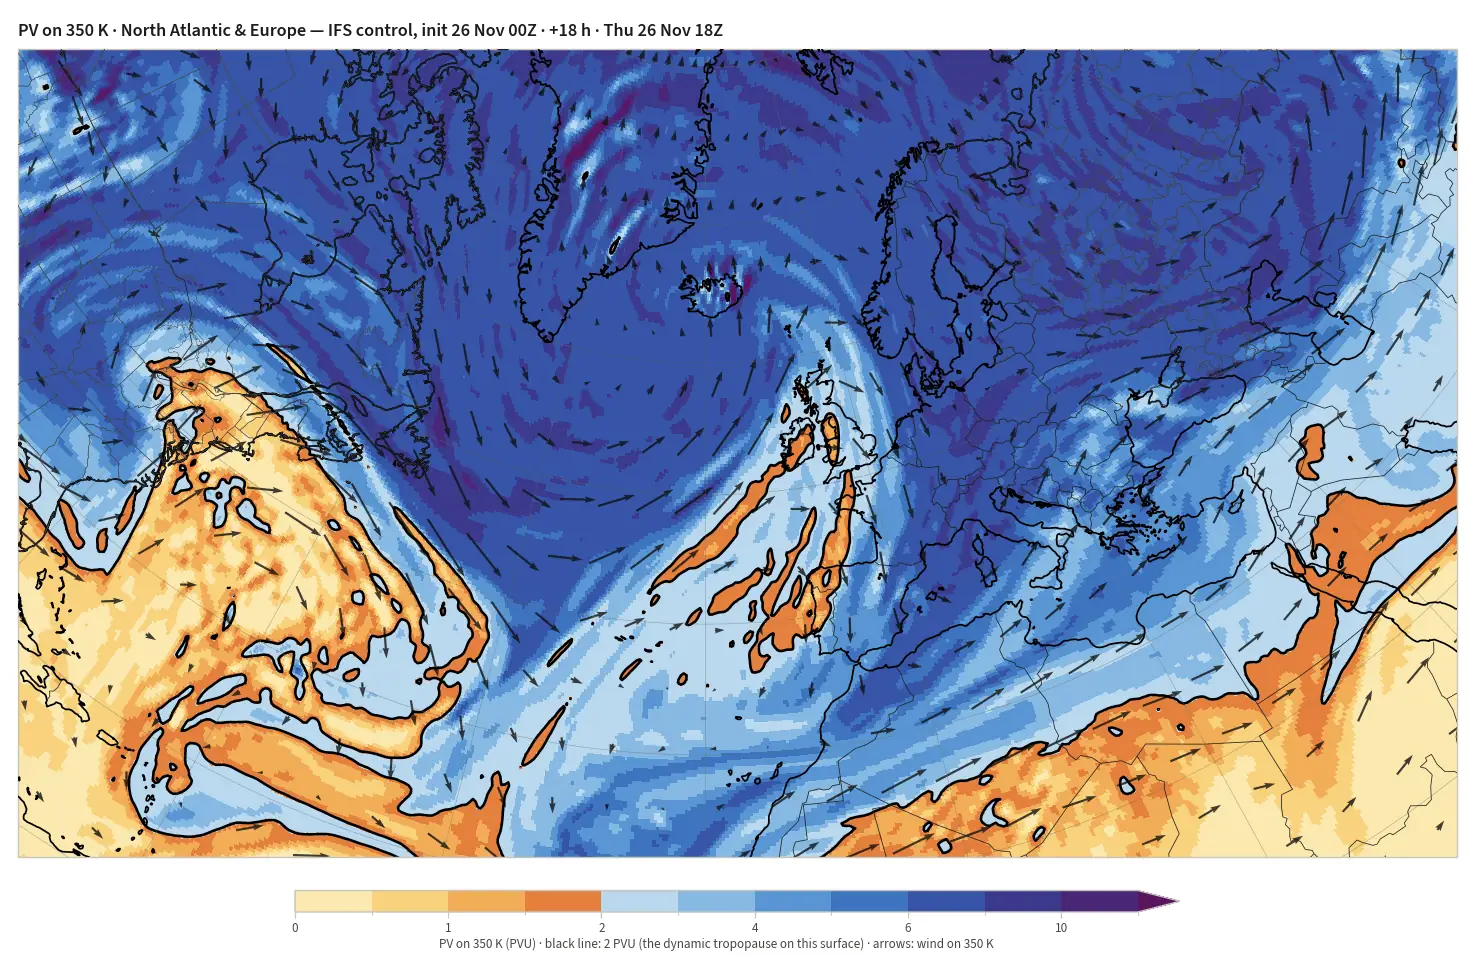 PV on 350 K · North Atlantic & Europe — IFS control, init 26 Nov 00Z · +18 h · Thu 26 Nov 18Z
0 1 2 4 6 10
PV on 350 K (PVU) · black line: 2 PVU (the dynamic tropopause on this surface) · arrows: wind on 350 K